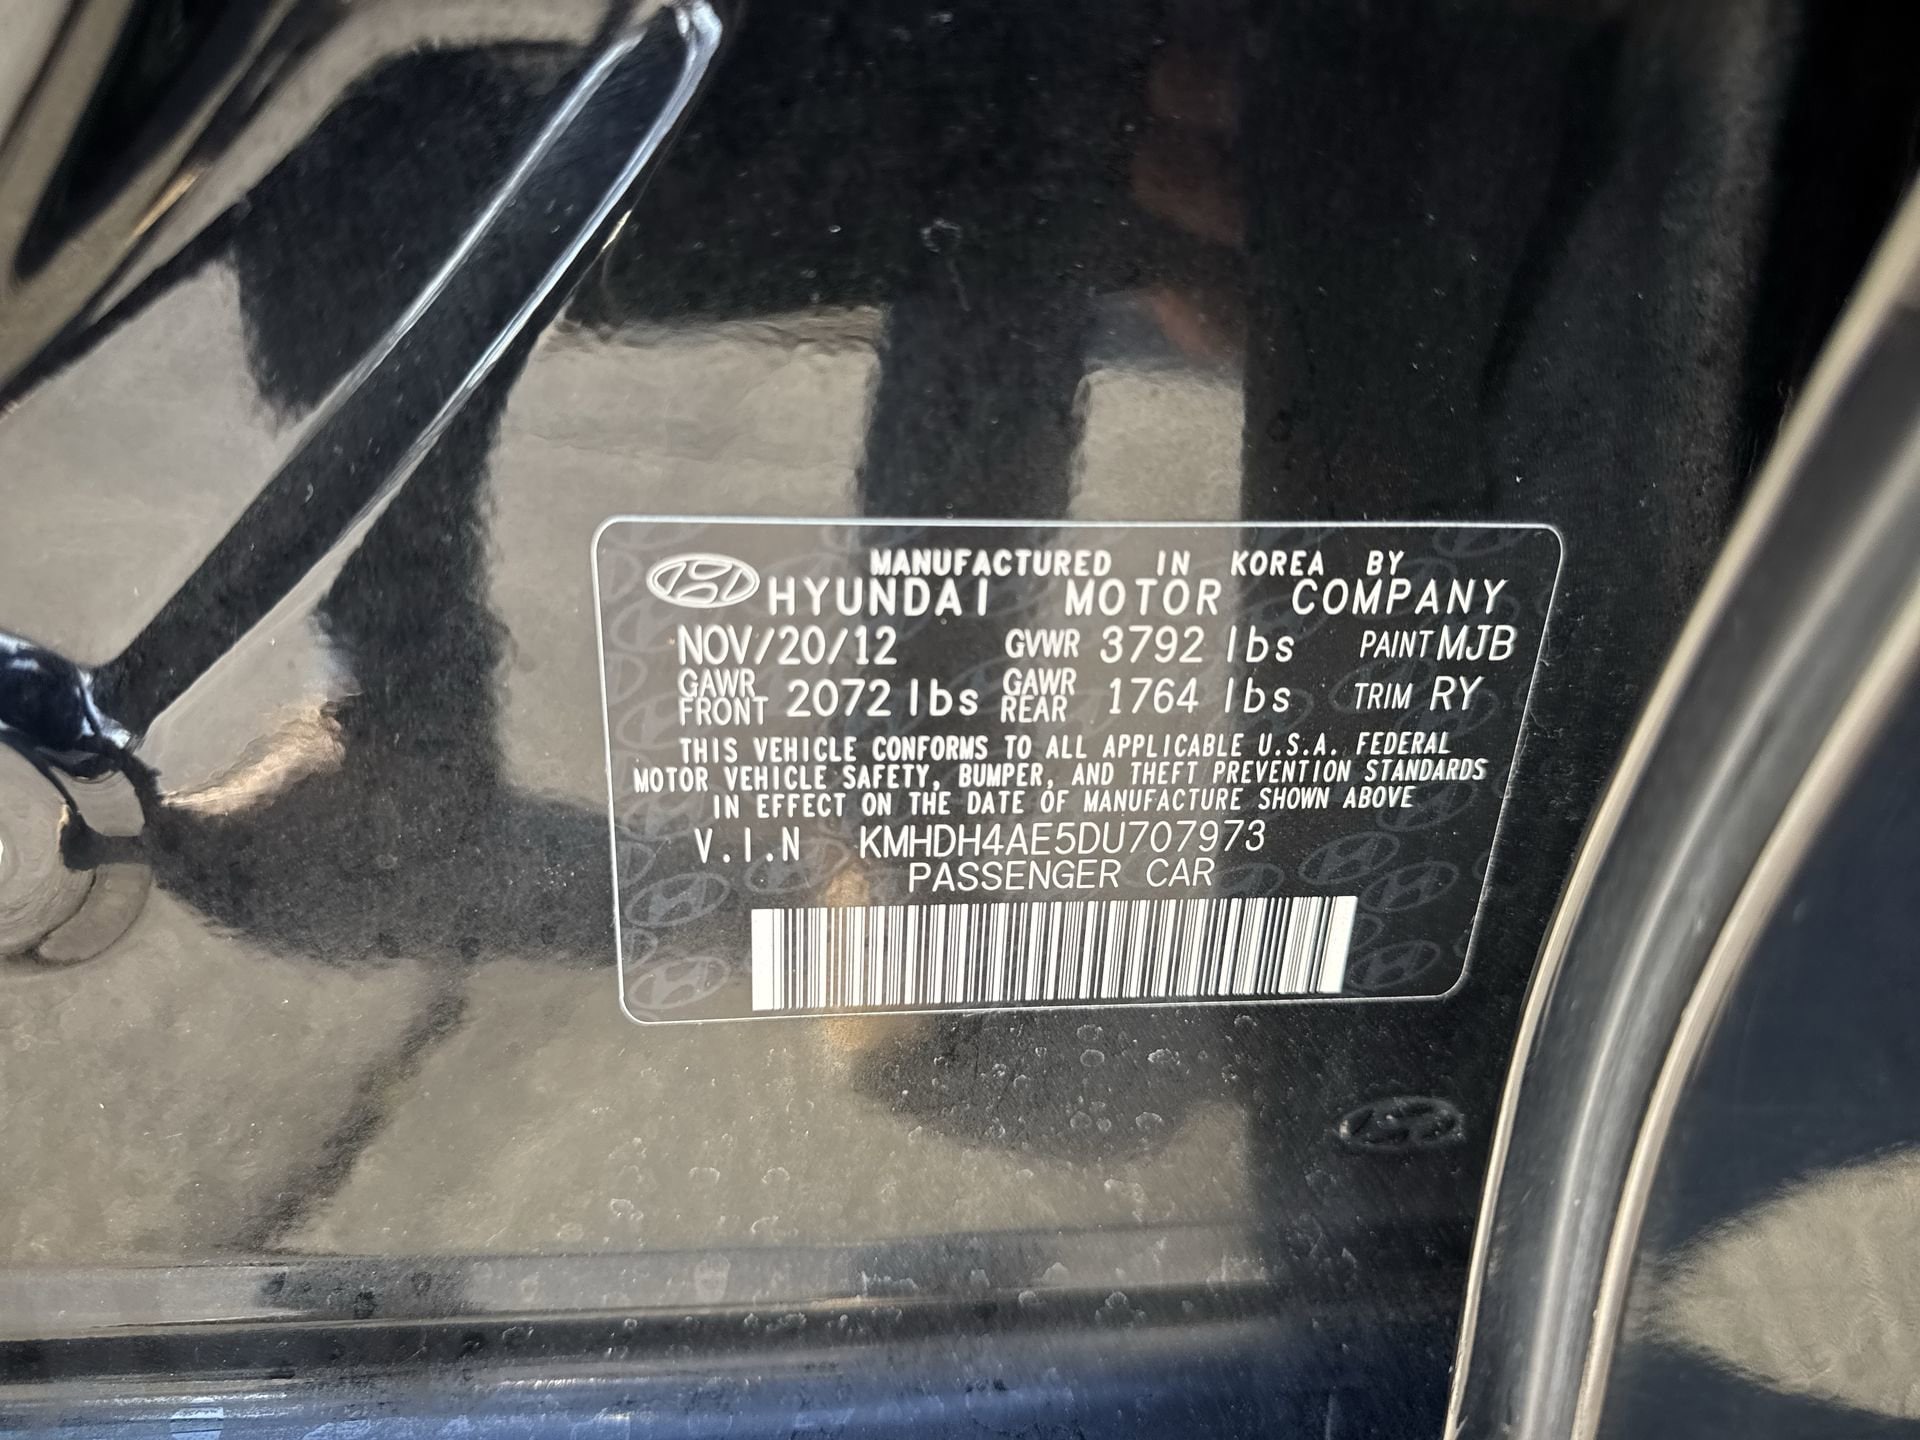 MANUFACTURED IN KOREA BY
HYUNDAI MOTOR COMPANY
NOV/20/12 GVWR 3792 lbs PAINT MJB
GAWR FRONT 2072 lbs GAWR REAR 1764 lbs TRIM RY
THIS VEHICLE CONFORMS TO ALL APPLICABLE U.S.A. FEDERAL
MOTOR VEHICLE SAFETY, BUMPER, AND THEFT PREVENTION STANDARDS
IN EFFECT ON THE DATE OF MANUFACTURE SHOWN ABOVE
V.I.N KMHDH4AE5DU707973
PASSENGER CAR